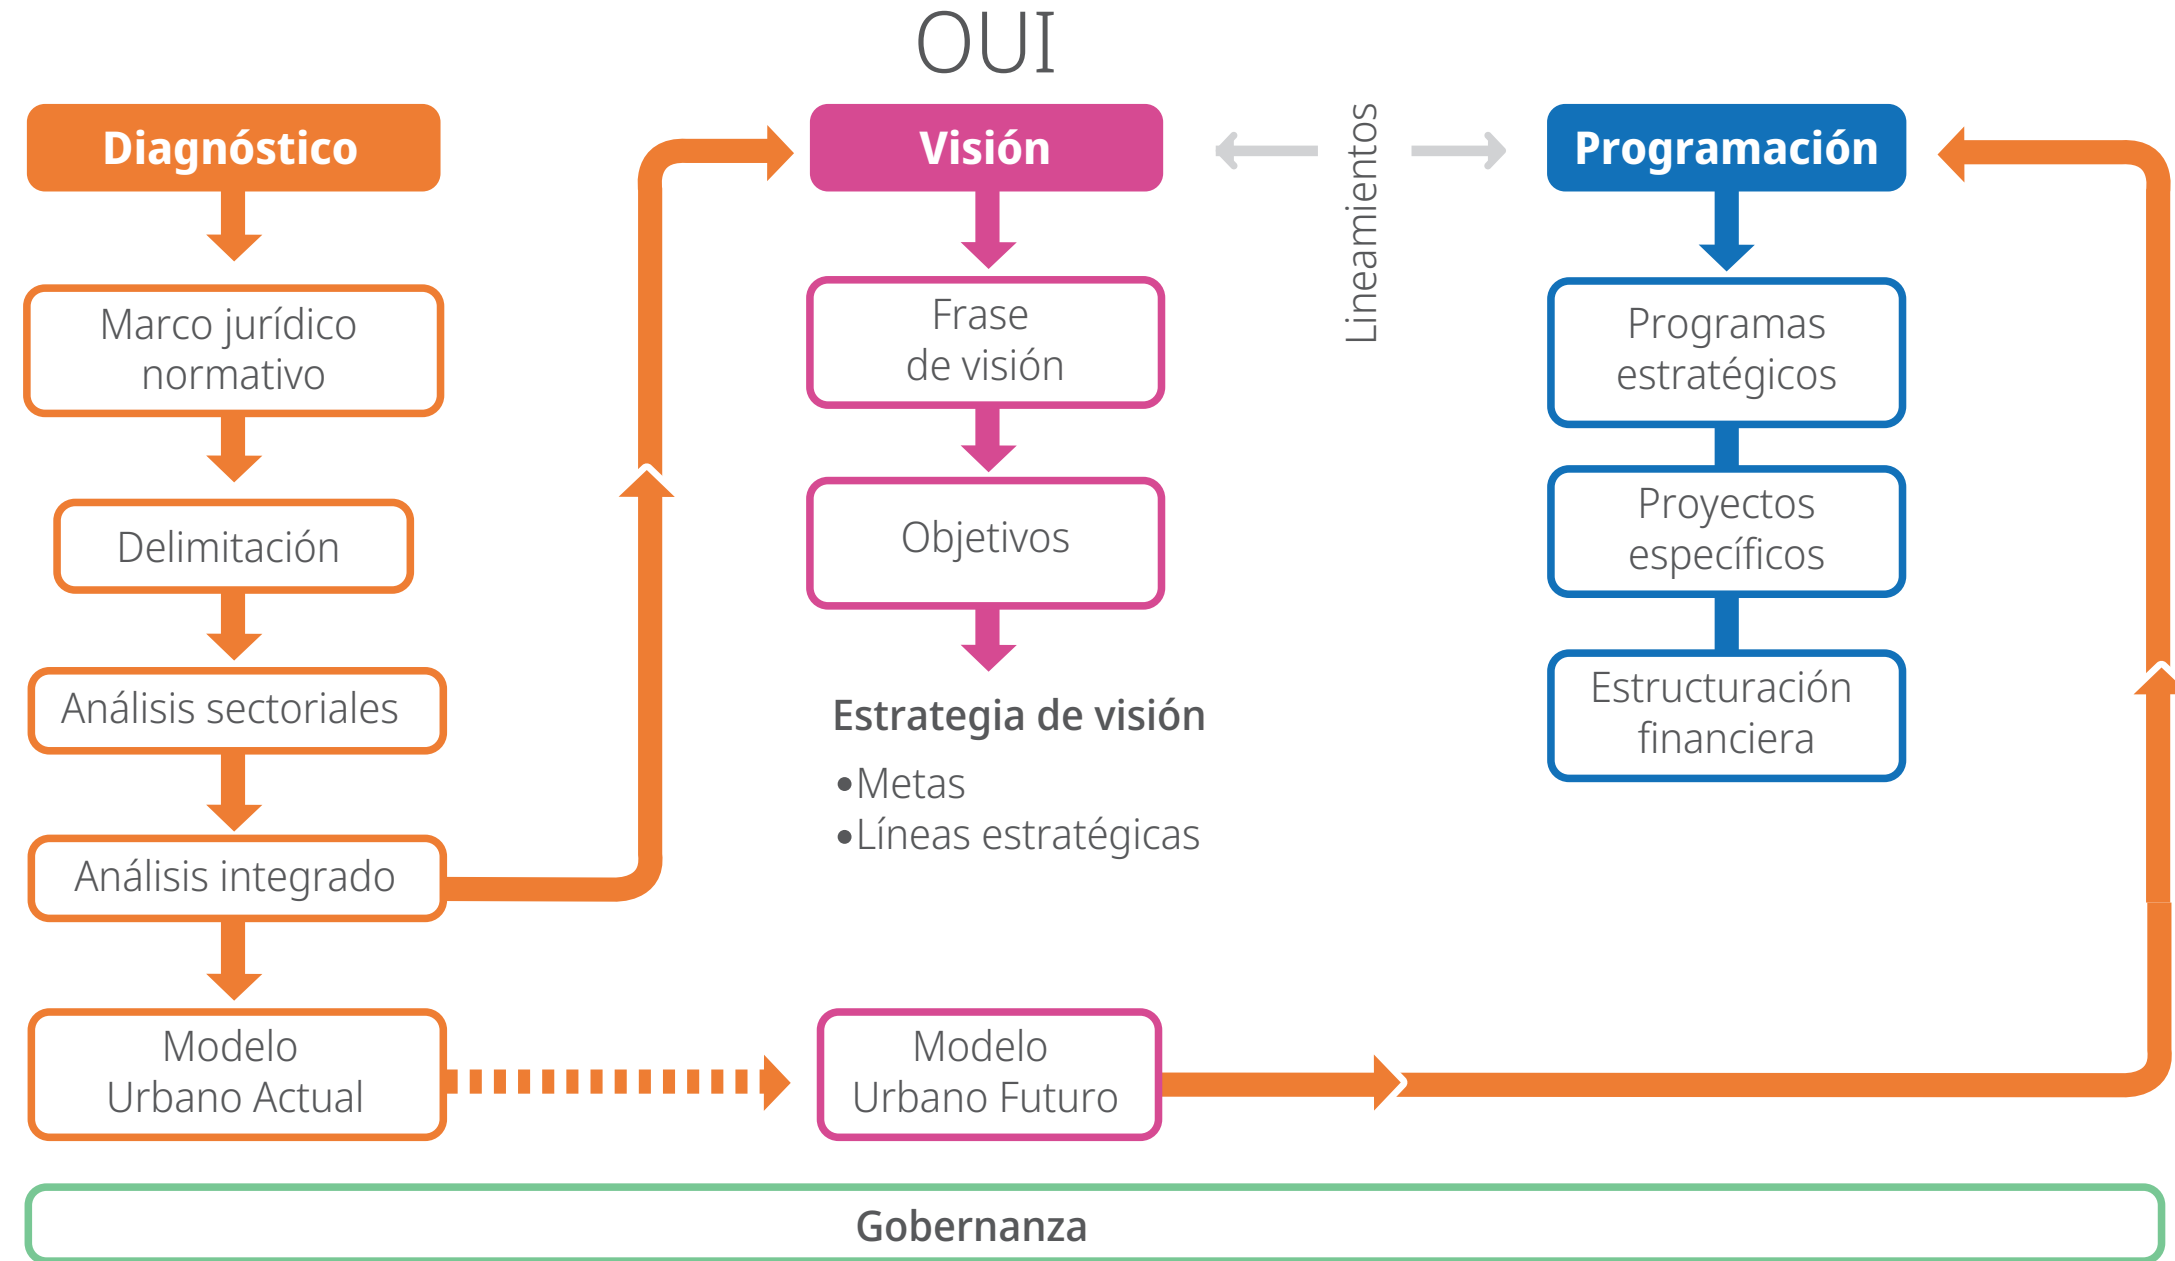 OUI
Diagnóstico
Marco jurídico
normativo
Delimitación
Análisis sectoriales
Análisis integrado
Modelo
Urbano Actual
Visión
Frase
de visión
Objetivos
Estrategia de visión
•Metas
•Líneas estratégicas
Modelo
Urbano Futuro
Lineamientos
Programación
Programas
estratégicos
Proyectos
específicos
Estructuración
financiera
Gobernanza